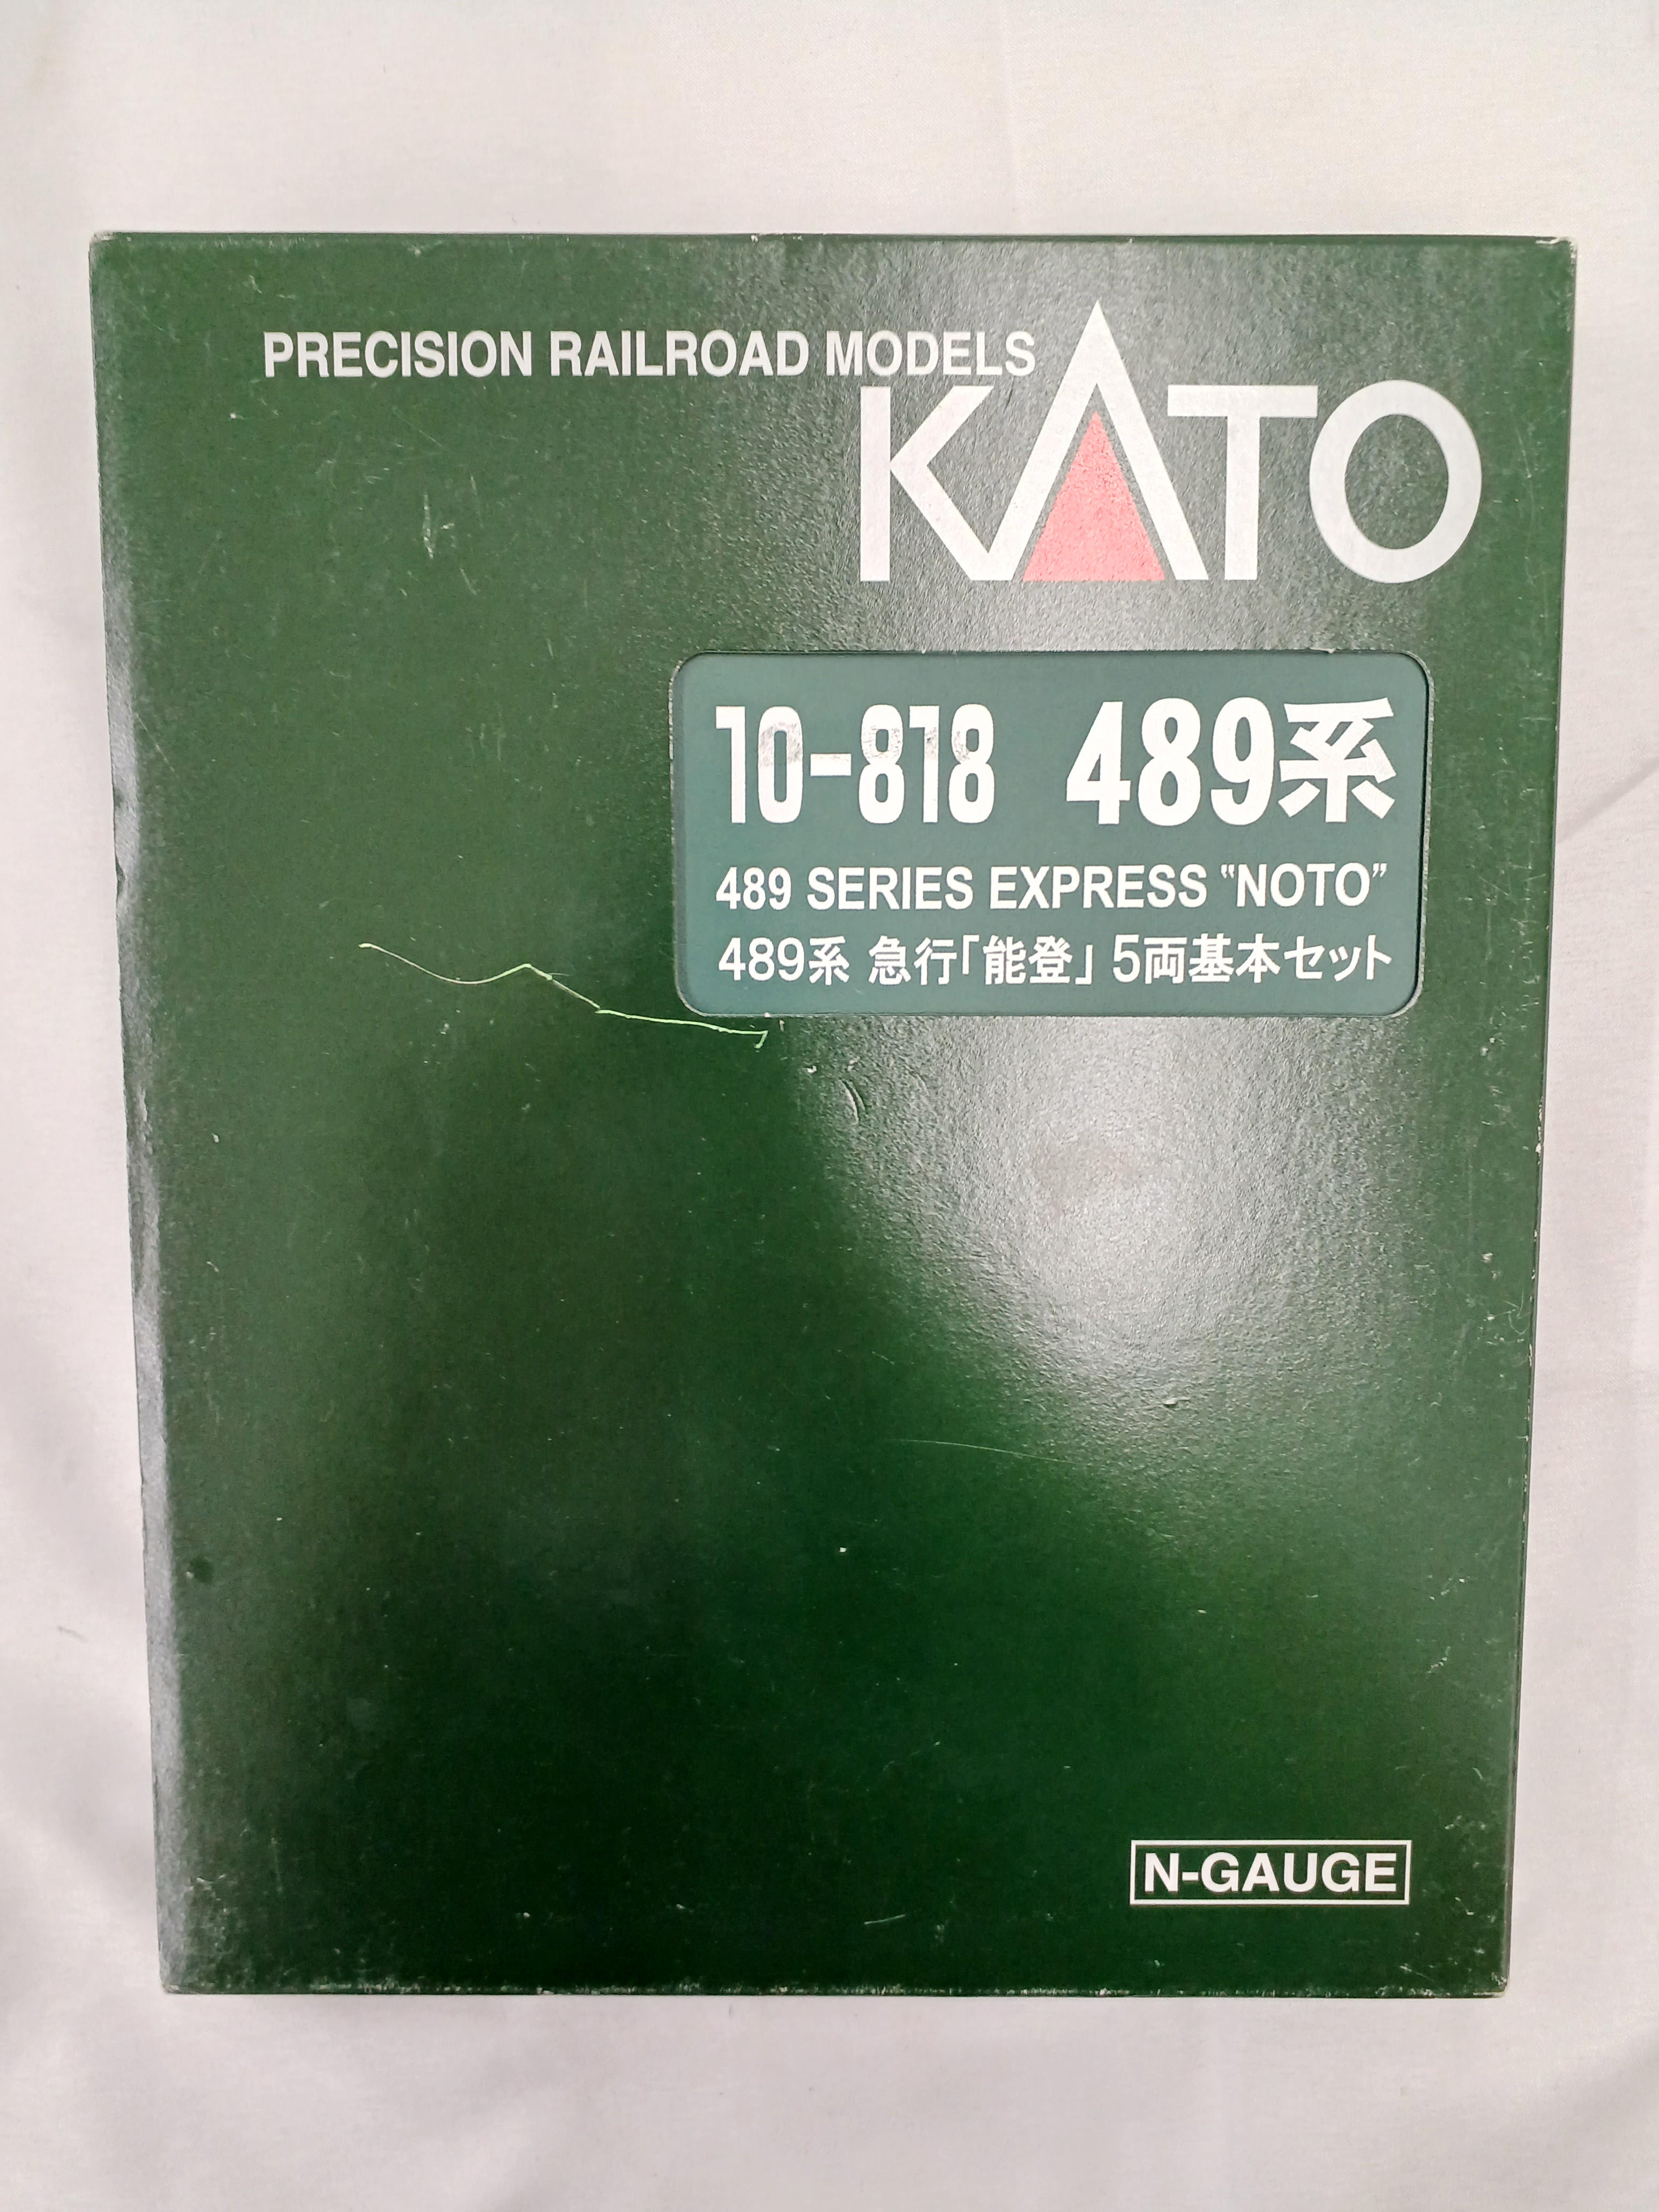 PRECISION RAILROAD MODELS
KATO
10-818 489系
489 SERIES EXPRESS “NOTO”
489系 急行「能登」 5両基本セット
N-GAUGE